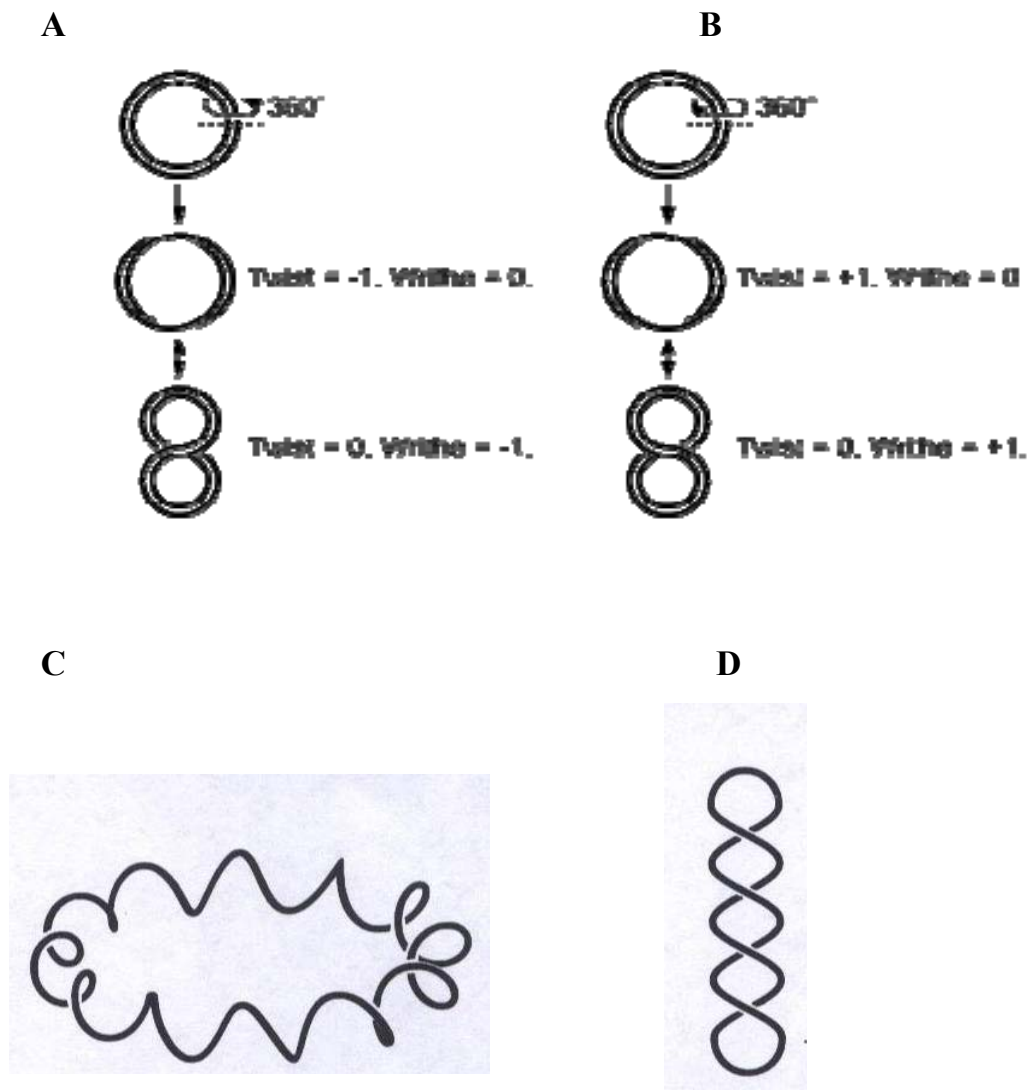 A
B
360°
360°
Twist = -1. Writhe = 0.
Twist = +1. Writhe = 0
Twist = 0. Writhe = -1.
Twist = 0. Writhe = +1.
C
D